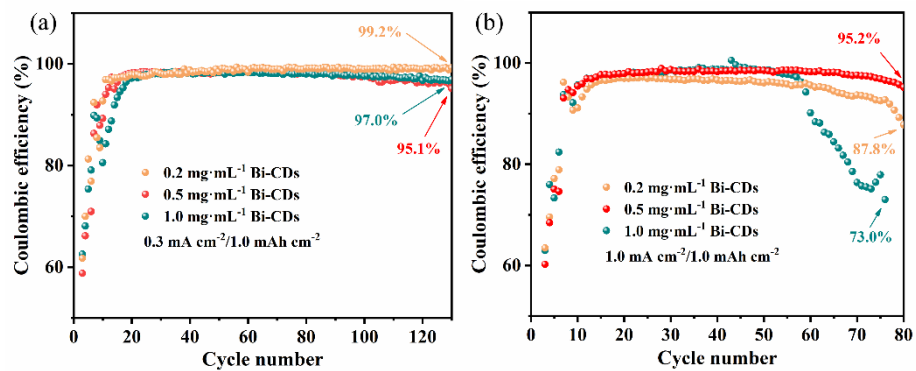 (a)
Coulombic efficiency (%)
100
80
60
99.2%
97.0%
95.1%
0.2 mg·mL⁻¹ Bi-CDs
0.5 mg·mL⁻¹ Bi-CDs
1.0 mg·mL⁻¹ Bi-CDs
0.3 mA cm⁻²/1.0 mAh cm⁻²
0 20 40 60 80 100 120
Cycle number
(b)
Coulombic efficiency (%)
100
80
60
95.2%
87.8%
73.0%
0.2 mg·mL⁻¹ Bi-CDs
0.5 mg·mL⁻¹ Bi-CDs
1.0 mg·mL⁻¹ Bi-CDs
1.0 mA cm⁻²/1.0 mAh cm⁻²
0 10 20 30 40 50 60 70 80
Cycle number